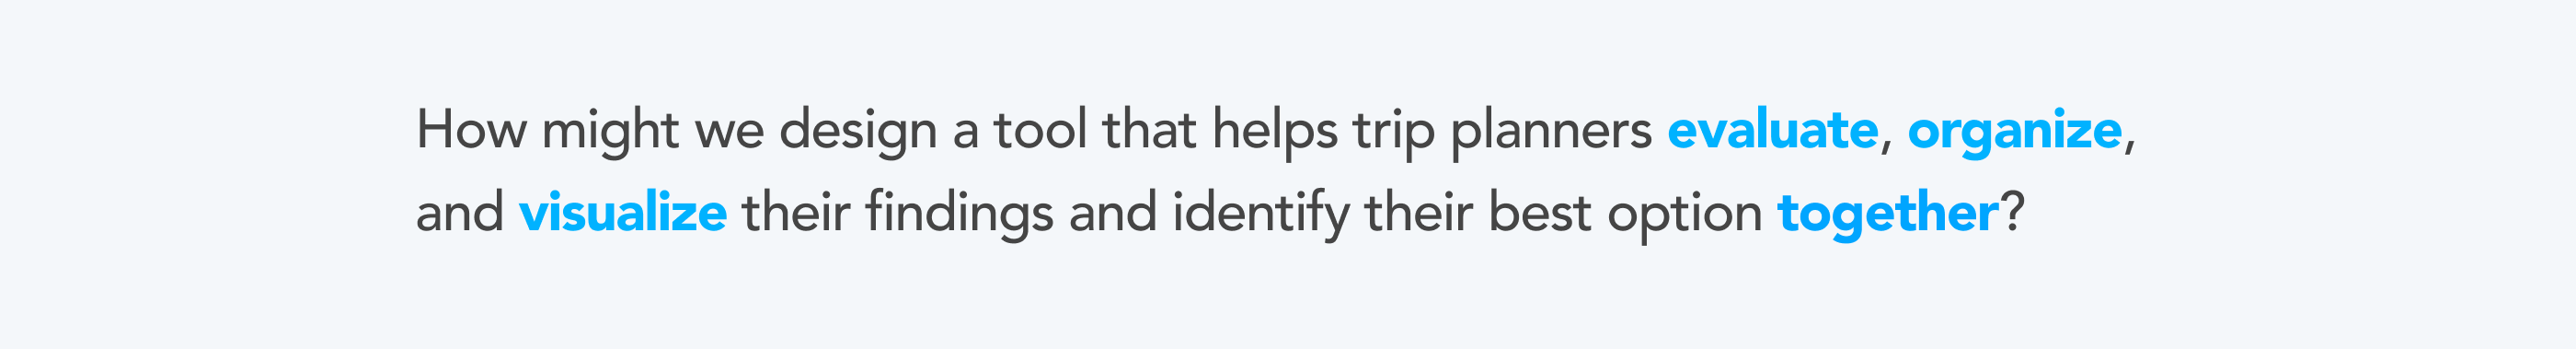 How might we design a tool that helps trip planners evaluate, organize,
and visualize their findings and identify their best option together?